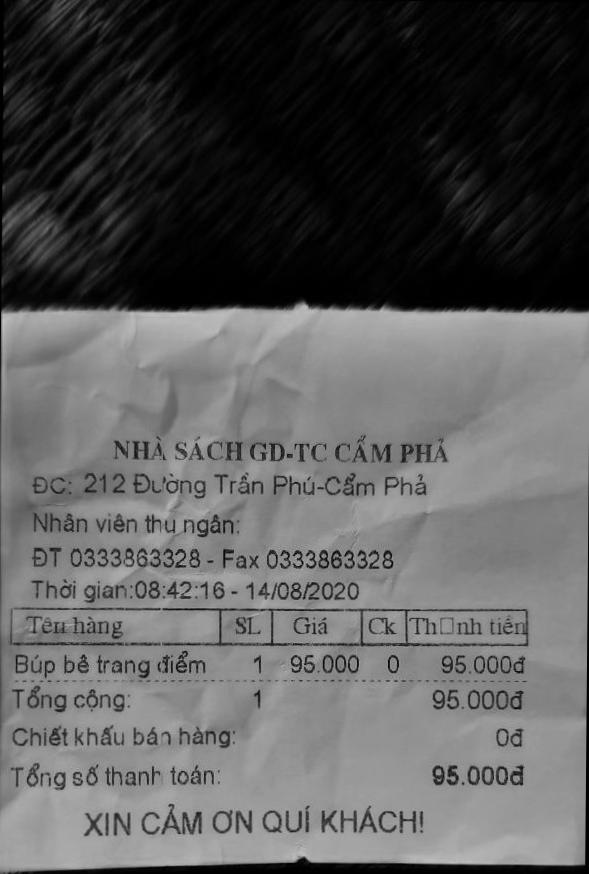 NHÀ SÁCH GD-TC CẨM PHẢ
ĐC: 212 Đường Trần Phú-Cẩm Phả
Nhân viên thu ngân:
ĐT 0333863328 - Fax 0333863328
Thời gian:08:42:16 - 14/08/2020
Tên hàng SL Giá Ck Th□nh tiền
Búp bê trang điểm 1 95.000 0 95.000đ
Tổng cộng: 1 95.000đ
Chiết khấu bán hàng: 0đ
Tổng số thanh toán: 95.000đ
XIN CẢM ƠN QUÍ KHÁCH!